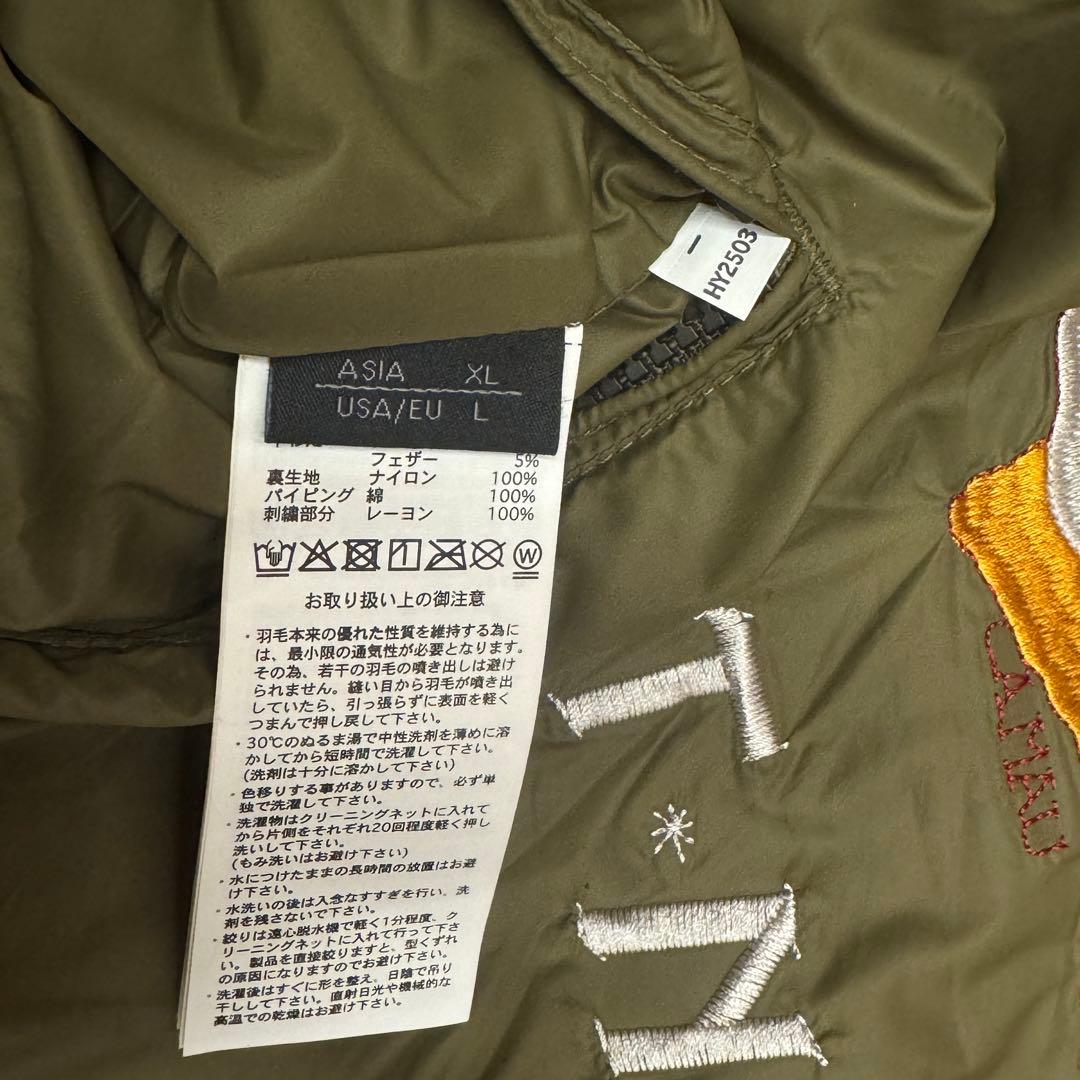 HY2503
ASIA XL
USA/EU L
フェザー 5%
裏生地 ナイロン 100%
パイピング 綿 100%
刺繍部分 レーヨン 100%
1
W
お取り扱い上の御注意
・羽毛本来の優れた性質を維持する為に
は、最小限の通気性が必要となります。
その為、若干の羽毛の噴き出しは避け
られません。縫い目から羽毛が噴き出
していたら、引っ張らずに表面を軽く
つまんで押し戻して下さい。
・30℃のぬるま湯で中性洗剤を薄めに溶
かしてから短時間で洗濯して下さい。
(洗剤は十分に溶かして下さい)
・色移りする事がありますので、必ず単
独で洗濯して下さい。
・洗濯物はクリーニングネットに入れて
から片側をそれぞれ20回程度軽く押し
洗いして下さい。
(もみ洗いはお避け下さい)
・水につけたままの長時間の放置はお避
け下さい。
・水洗いの後は入念なすすぎを行い、洗
剤を残さないで下さい。
・絞りは遠心脱水機で軽く1分程度、ク
リーニングネットに入れて行って下さ
い。製品を直接絞りますと、型くずれ
の原因になりますのでお避け下さい。
・洗濯後はすぐに形を整え、日陰で吊り
干しして下さい。直射日光や機械的な
高温での乾燥はお避け下さい。
CAMEL
T*N